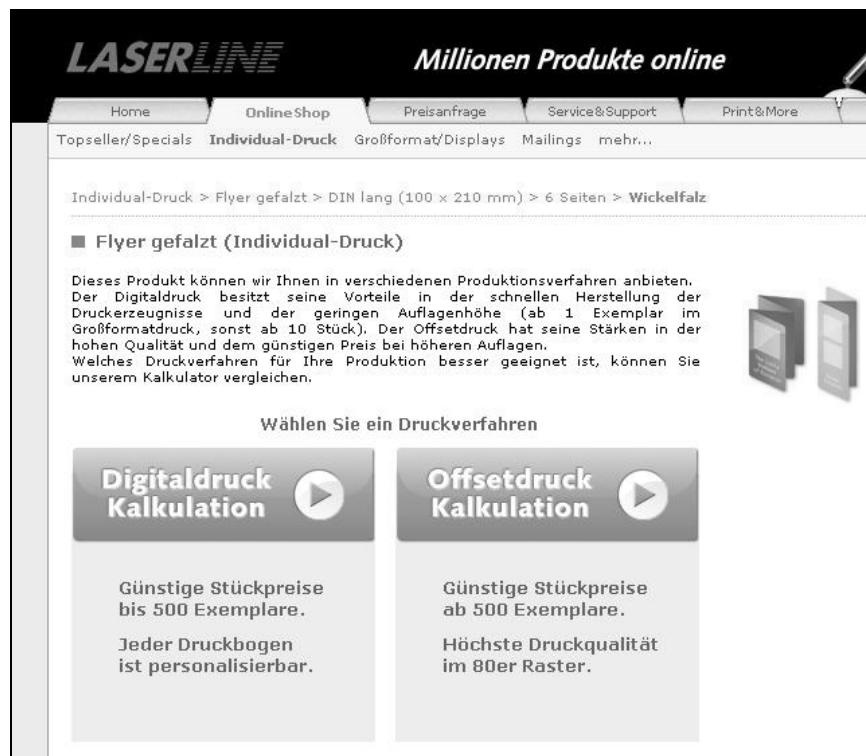 LASERLINE
Millionen Produkte online
Home
OnlineShop
Preisanfrage
Service&Support
Print&More
Topseller/Specials Individual-Druck Großformat/Displays Mailings mehr...
Individual-Druck > Flyer gefalzt > DIN lang (100 x 210 mm) > 6 Seiten > Wickelfalz
Flyer gefalzt (Individual-Druck)
Dieses Produkt können wir Ihnen in verschiedenen Produktionsverfahren anbieten.
Der Digitaldruck besitzt seine Vorteile in der schnellen Herstellung der
Druckerzeugnisse und der geringen Auflagenhöhe (ab 1 Exemplar im
Großformatdruck, sonst ab 10 Stück). Der Offsetdruck hat seine Stärken in der
hohen Qualität und dem günstigen Preis bei höheren Auflagen.
Welches Druckverfahren für Ihre Produktion besser geeignet ist, können Sie
unserem Kalkulator vergleichen.
Wählen Sie ein Druckverfahren
Digitaldruck
Kalkulation
Günstige Stückpreise
bis 500 Exemplare.
Jeder Druckbogen
ist personalisierbar.
Offsetdruck
Kalkulation
Günstige Stückpreise
ab 500 Exemplare.
Höchste Druckqualität
im 80er Raster.